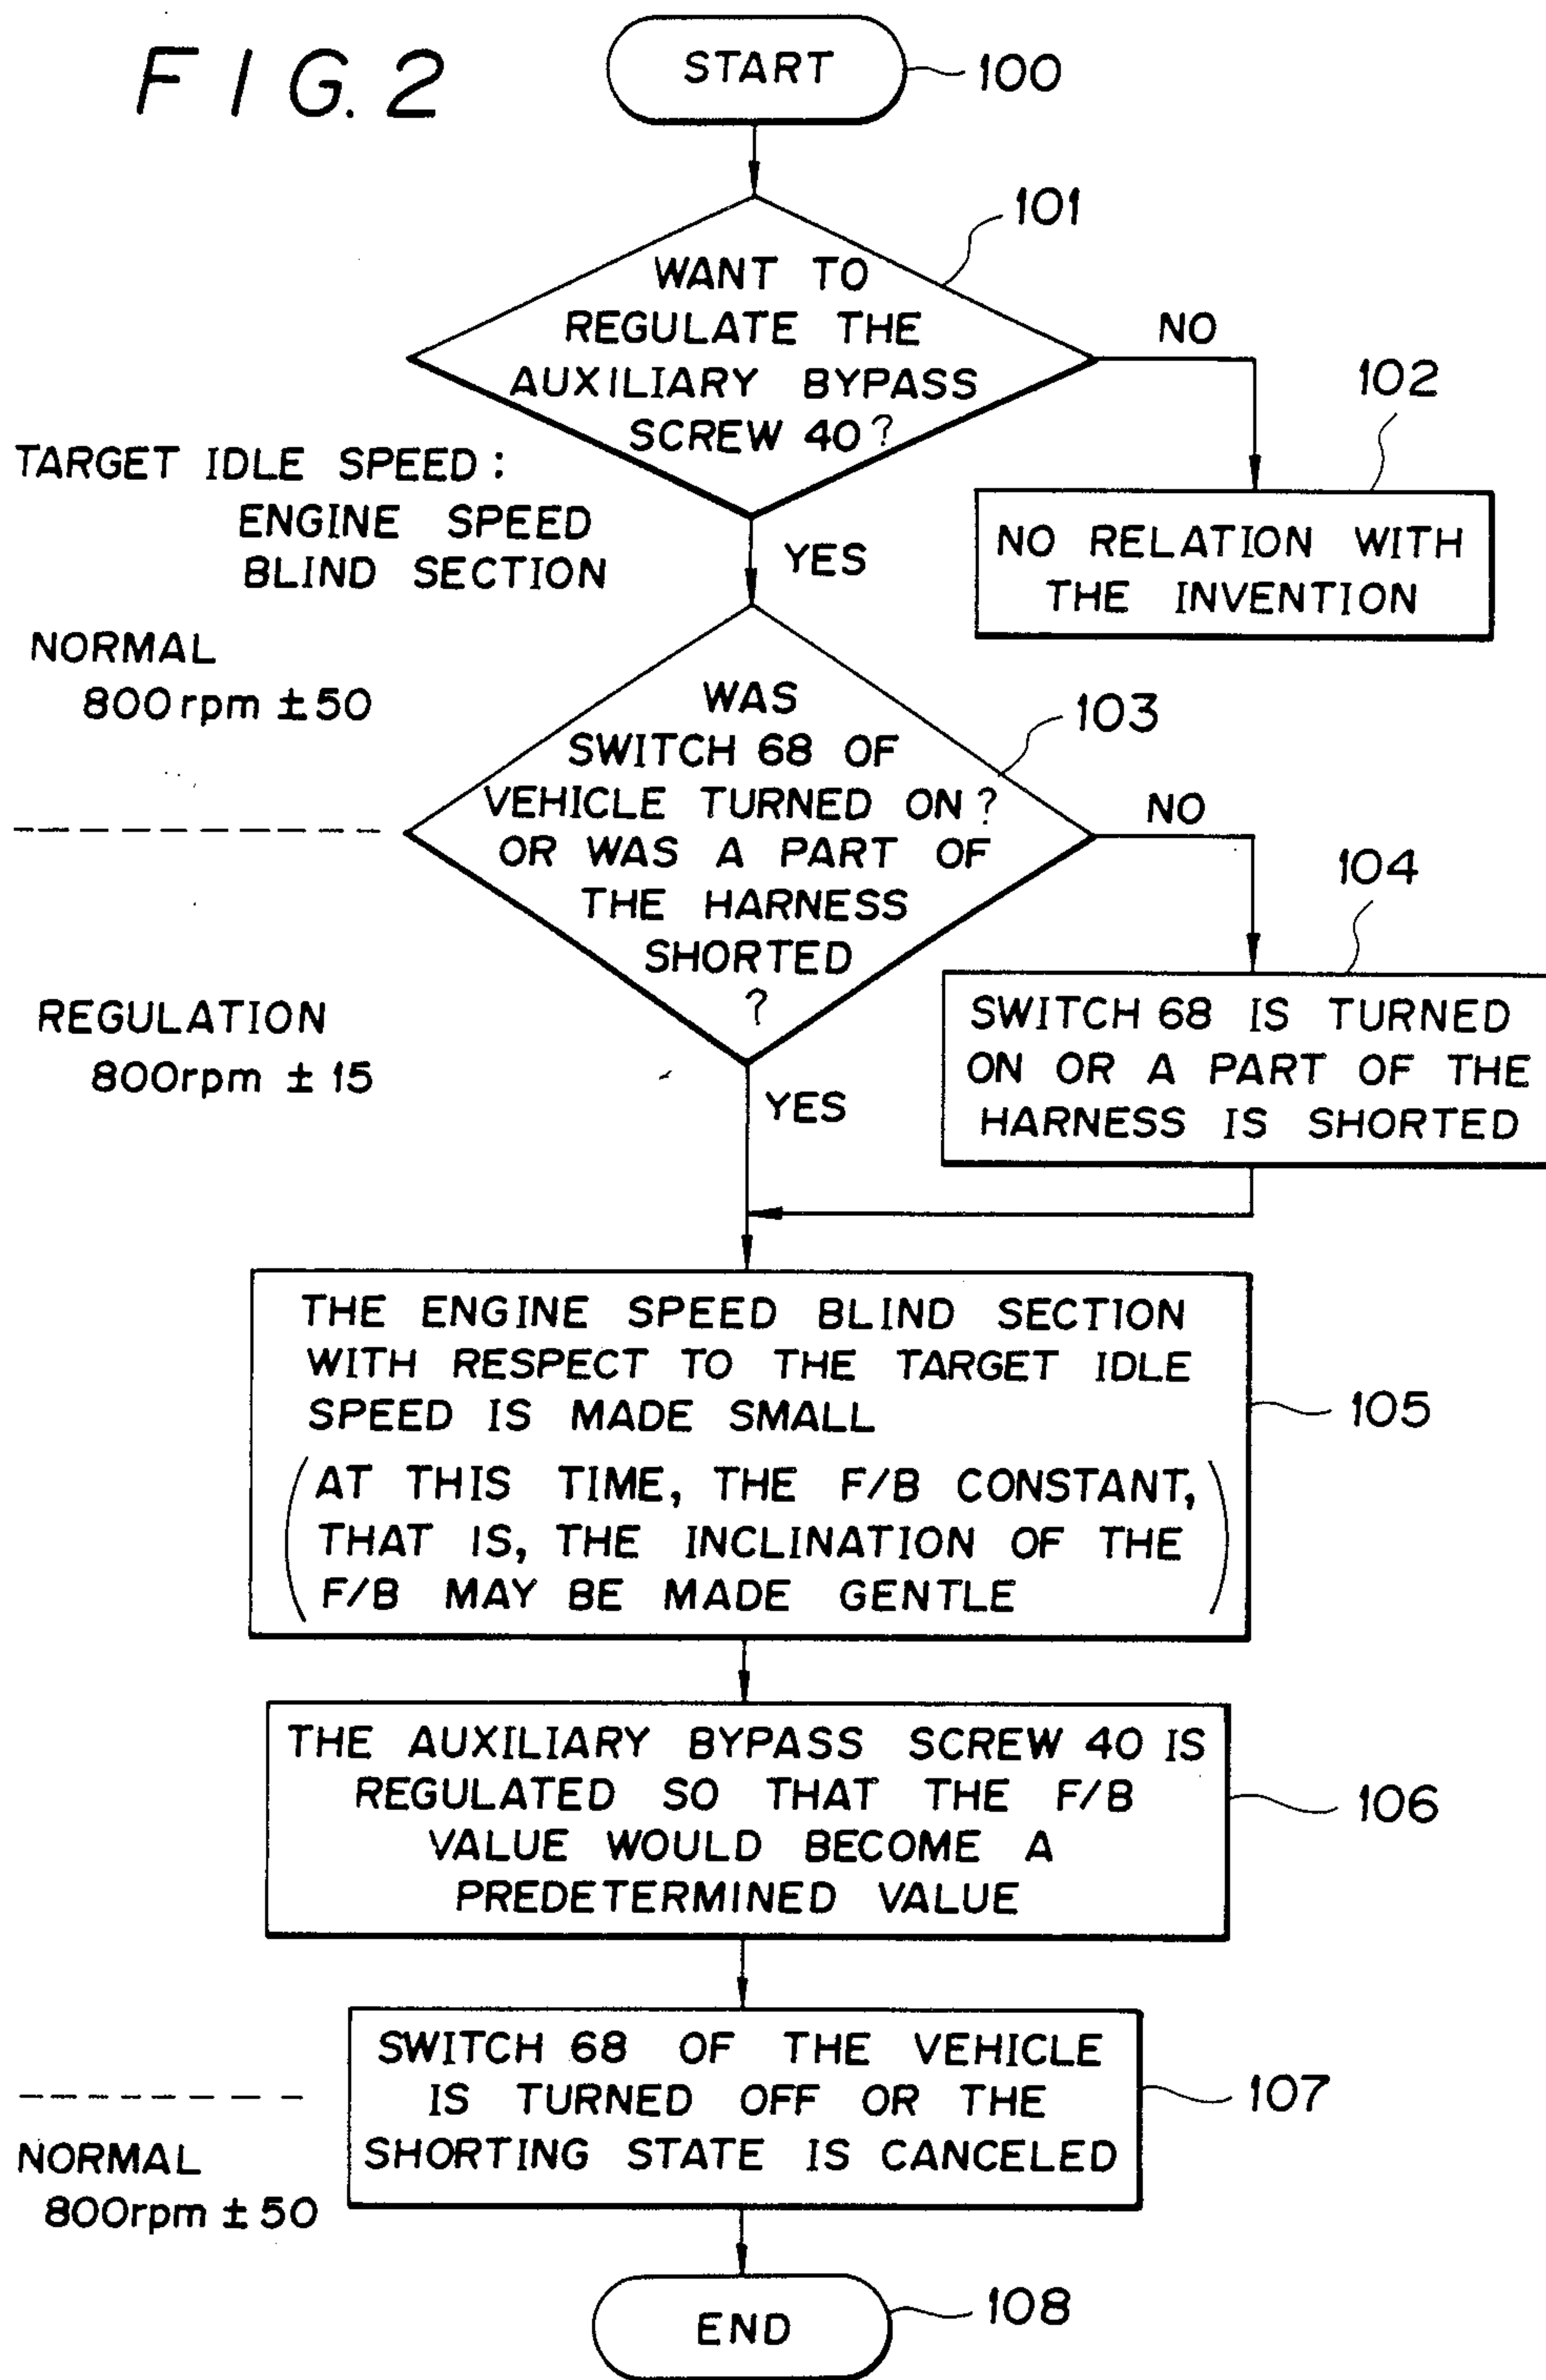 FIG. 2
START
100
101
WANT TO
REGULATE THE
AUXILIARY BYPASS
SCREW 40?
NO
102
NO RELATION WITH
THE INVENTION
TARGET IDLE SPEED:
ENGINE SPEED
BLIND SECTION
YES
NORMAL
800rpm ±50
103
WAS
SWITCH 68 OF
VEHICLE TURNED ON?
OR WAS A PART OF
THE HARNESS
SHORTED
?
NO
104
SWITCH 68 IS TURNED
ON OR A PART OF THE
HARNESS IS SHORTED
REGULATION
800rpm ± 15
YES
THE ENGINE SPEED BLIND SECTION
WITH RESPECT TO THE TARGET IDLE
SPEED IS MADE SMALL
(AT THIS TIME, THE F/B CONSTANT,
THAT IS, THE INCLINATION OF THE
F/B MAY BE MADE GENTLE)
105
THE AUXILIARY BYPASS SCREW 40 IS
REGULATED SO THAT THE F/B
VALUE WOULD BECOME A
PREDETERMINED VALUE
106
SWITCH 68 OF THE VEHICLE
IS TURNED OFF OR THE
SHORTING STATE IS CANCELED
107
NORMAL
800rpm ±50
END
108